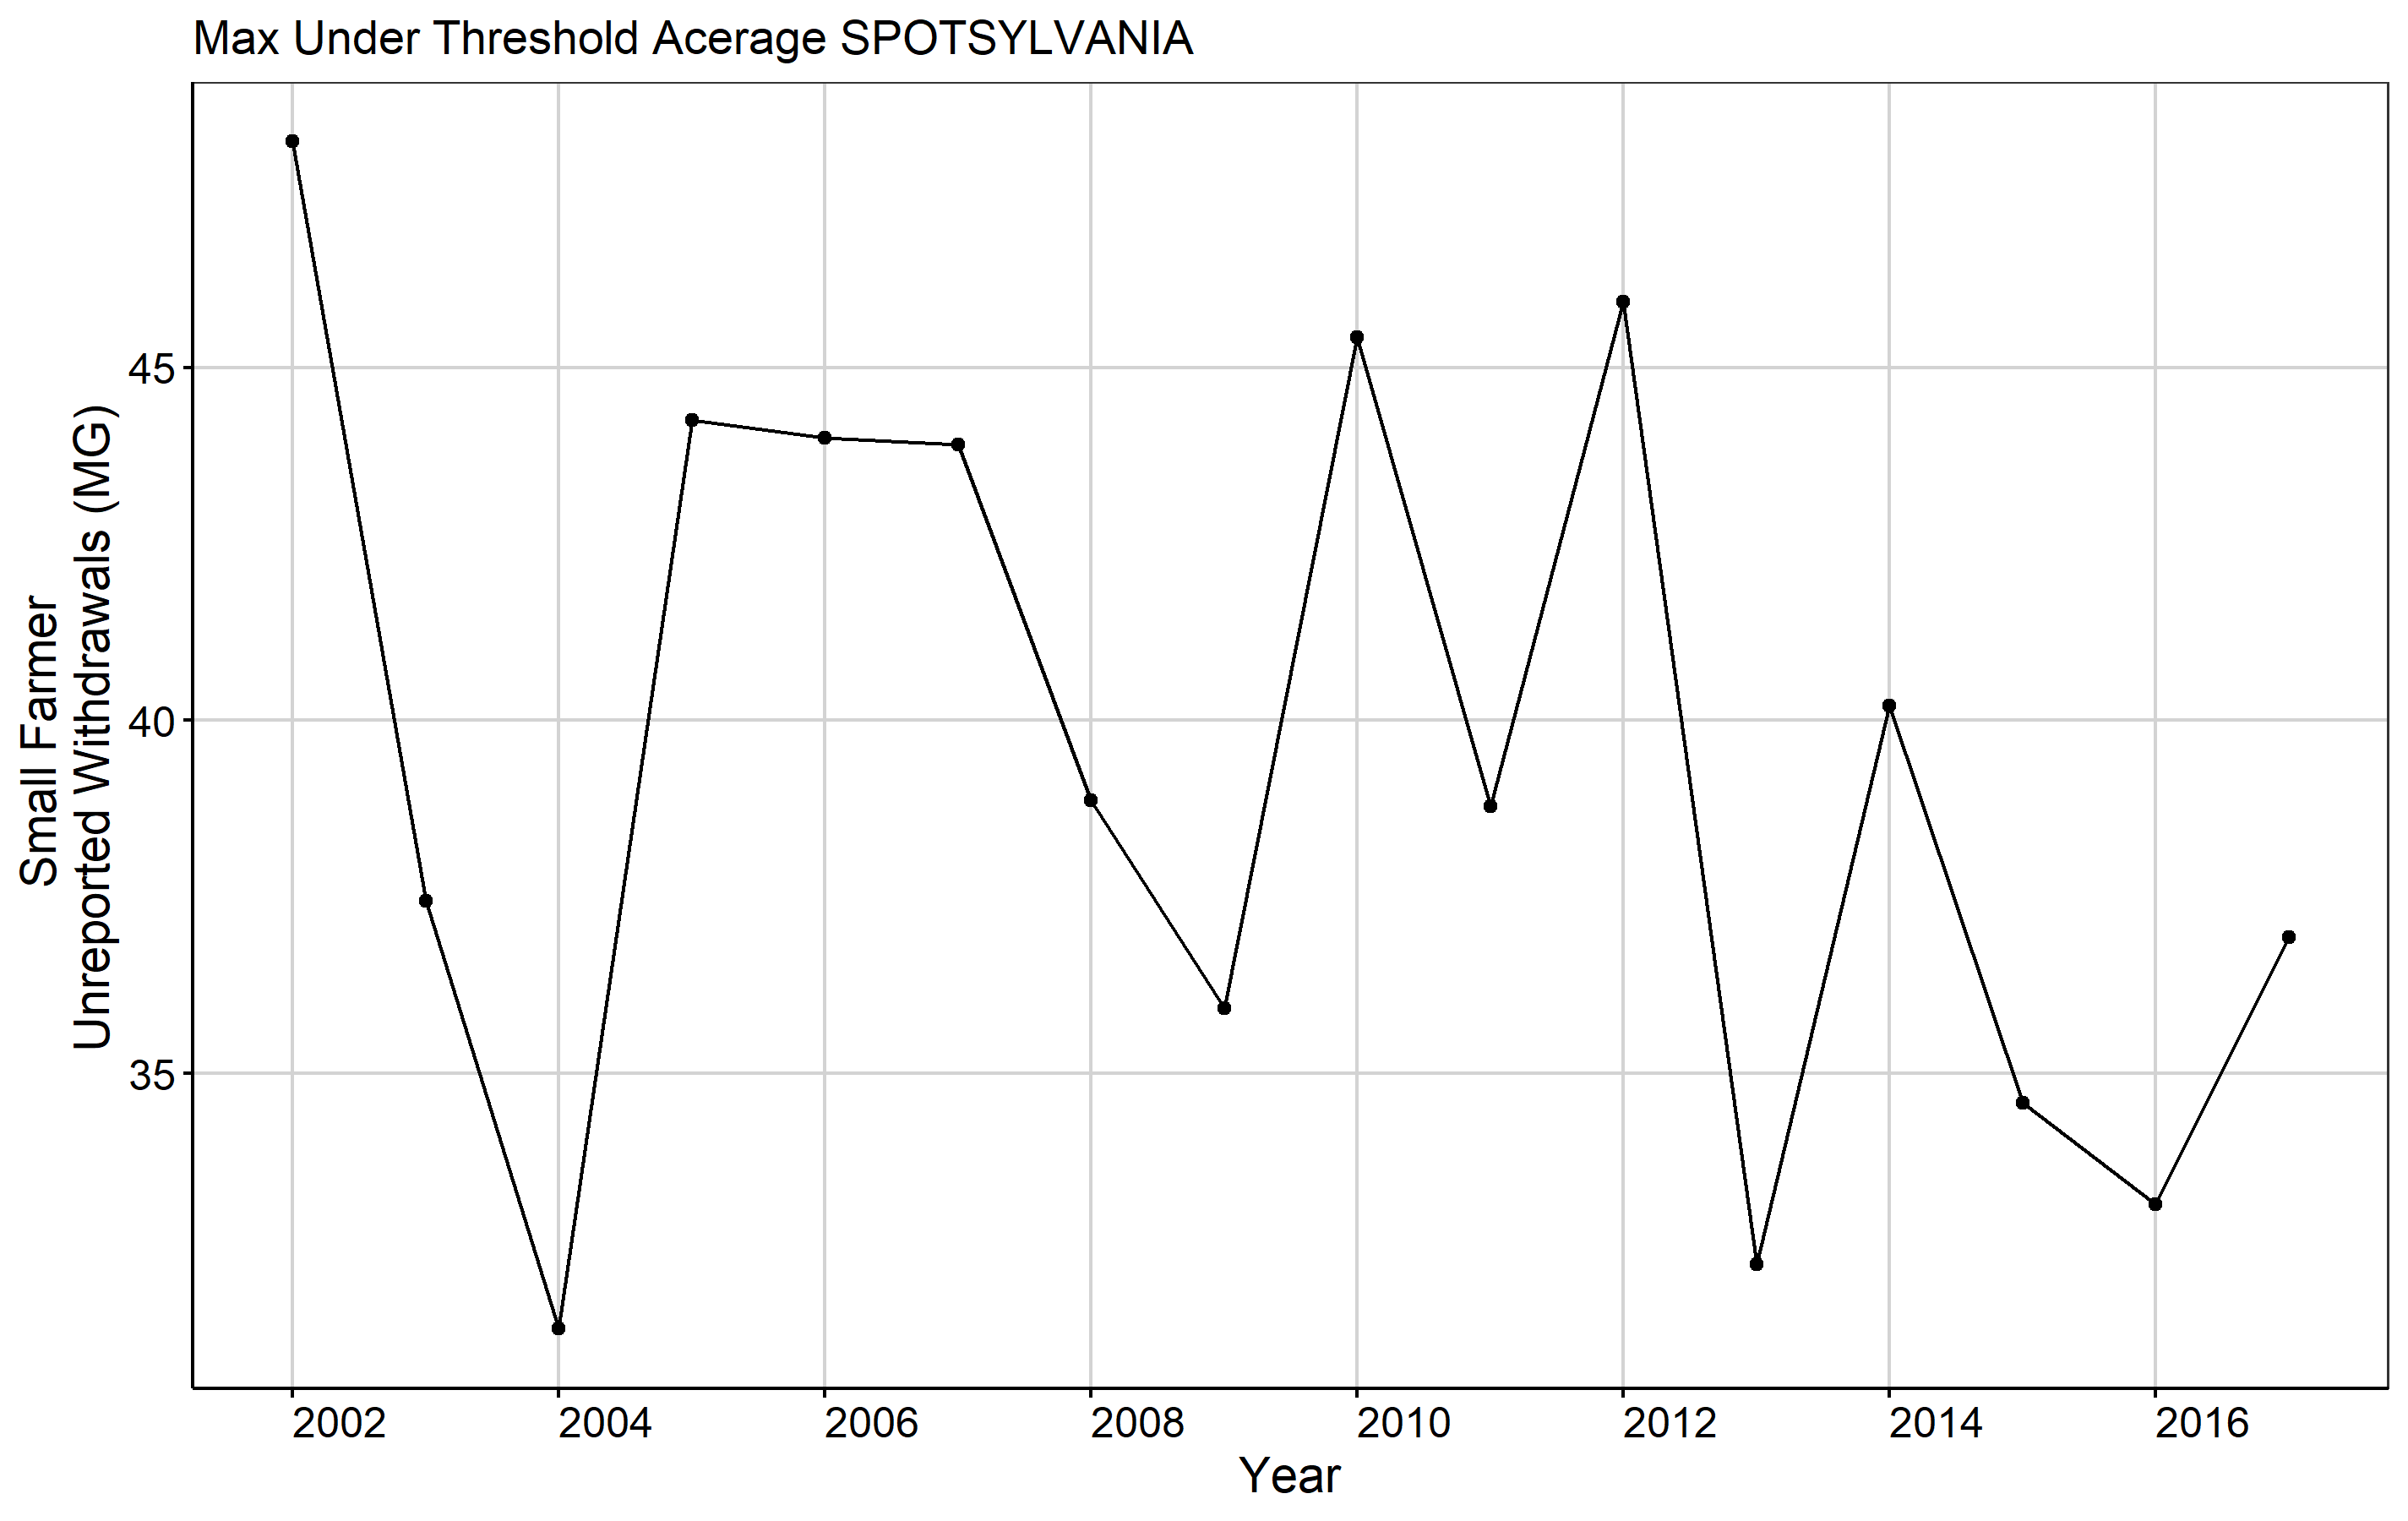 Max Under Threshold Acerage SPOTSYLVANIA
Small Farmer
Unreported Withdrawals (MG)
45
40
35
2002 2004 2006 2008 2010 2012 2014 2016
Year